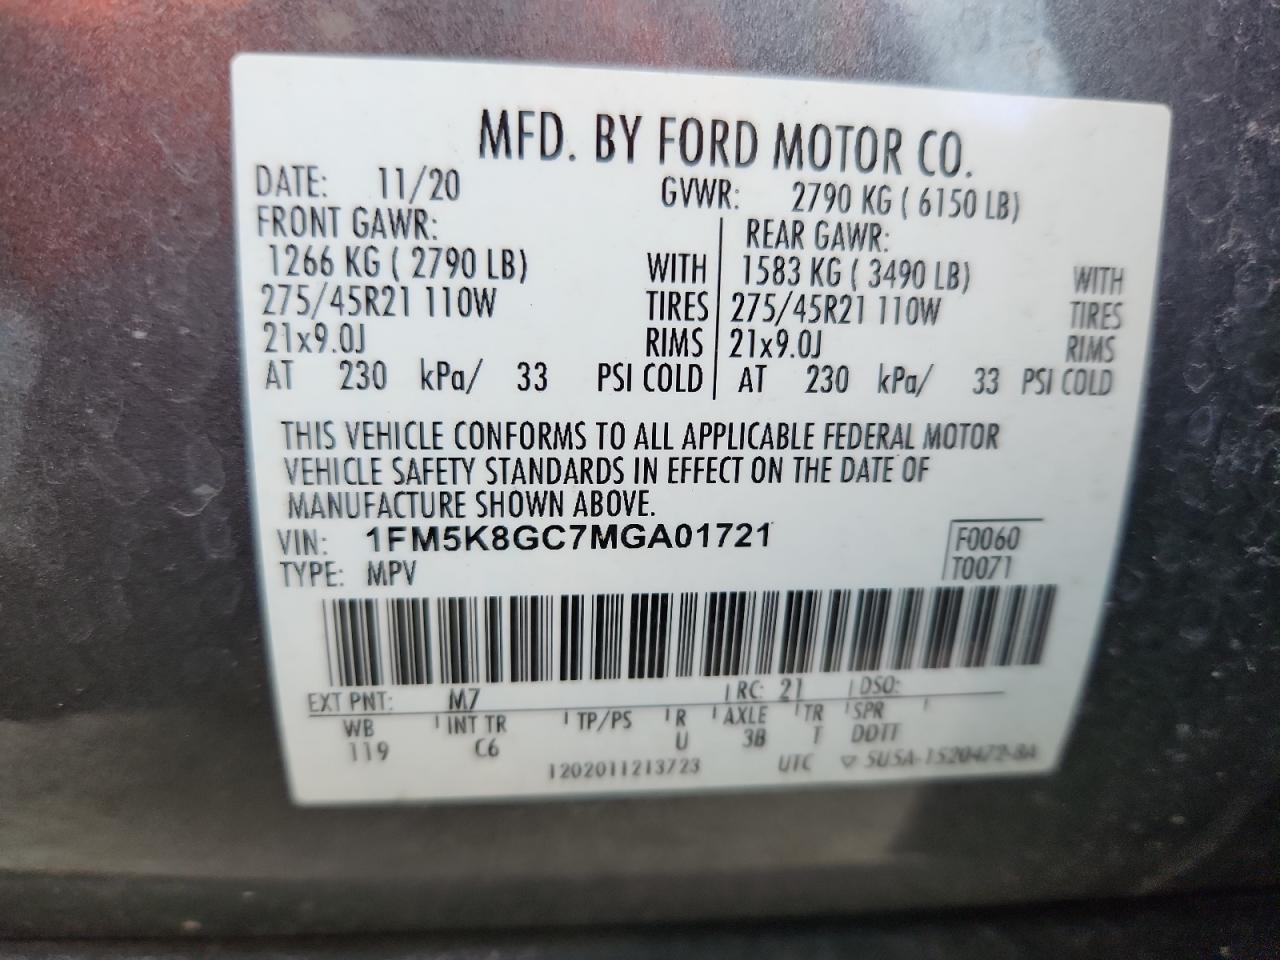 MFD. BY FORD MOTOR CO.
DATE: 11/20 GVWR: 2790 KG ( 6150 LB)
FRONT GAWR: REAR GAWR:
1266 KG ( 2790 LB) WITH 1583 KG ( 3490 LB) WITH
275/45R21 110W TIRES 275/45R21 110W TIRES
21x9.0J RIMS 21x9.0J RIMS
AT 230 kPa/ 33 PSI COLD AT 230 kPa/ 33 PSI COLD
THIS VEHICLE CONFORMS TO ALL APPLICABLE FEDERAL MOTOR
VEHICLE SAFETY STANDARDS IN EFFECT ON THE DATE OF
MANUFACTURE SHOWN ABOVE.
VIN: 1FM5K8GC7MGA01721 F0060
TYPE: MPV T0071
EXT PNT: M7 RC: 21 DSO:
WB INT TR TP/PS R AXLE TR SPR
119 C6 U 3B T DDTT
1202011213723 UTC ▽ 5U5A-1520472-BA